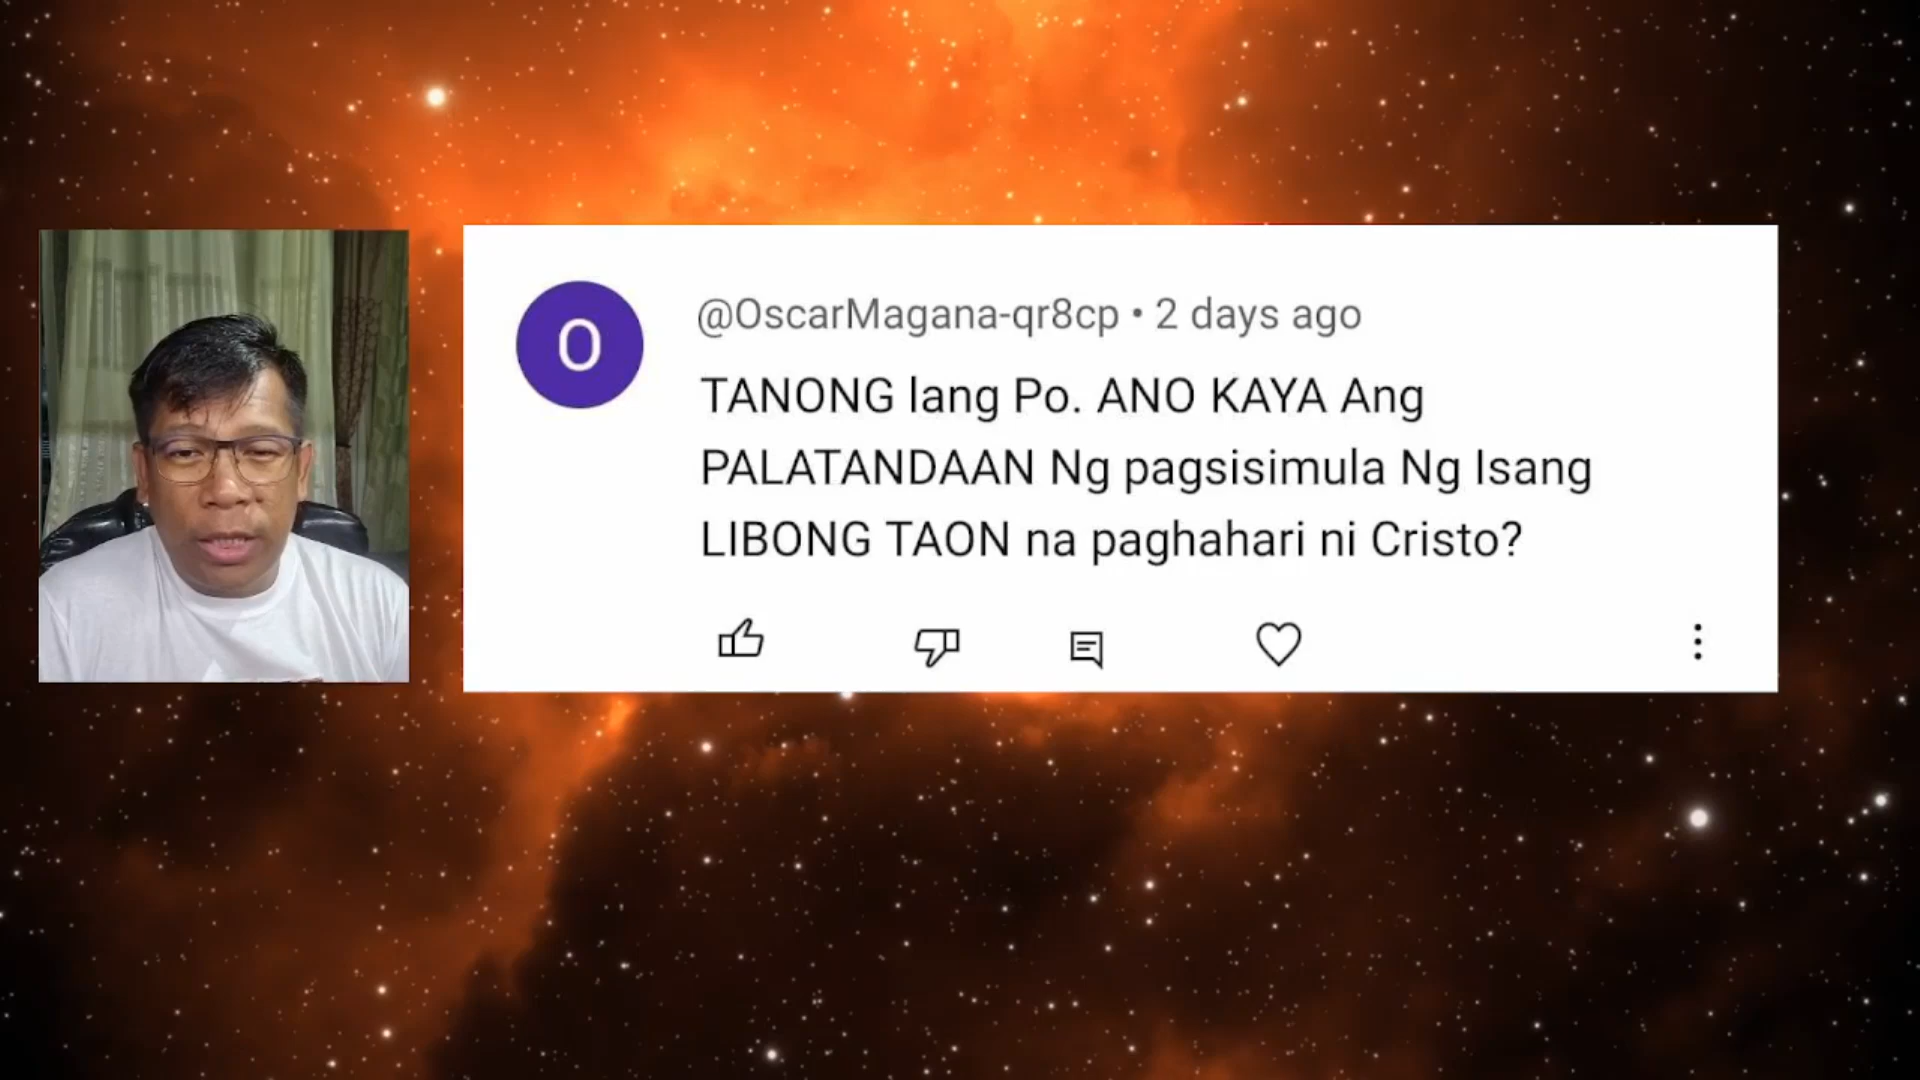 O
@OscarMagana-qr8cp • 2 days ago
TANONG lang Po. ANO KAYA Ang
PALATANDAAN Ng pagsisimula Ng Isang
LIBONG TAON na paghahari ni Cristo?